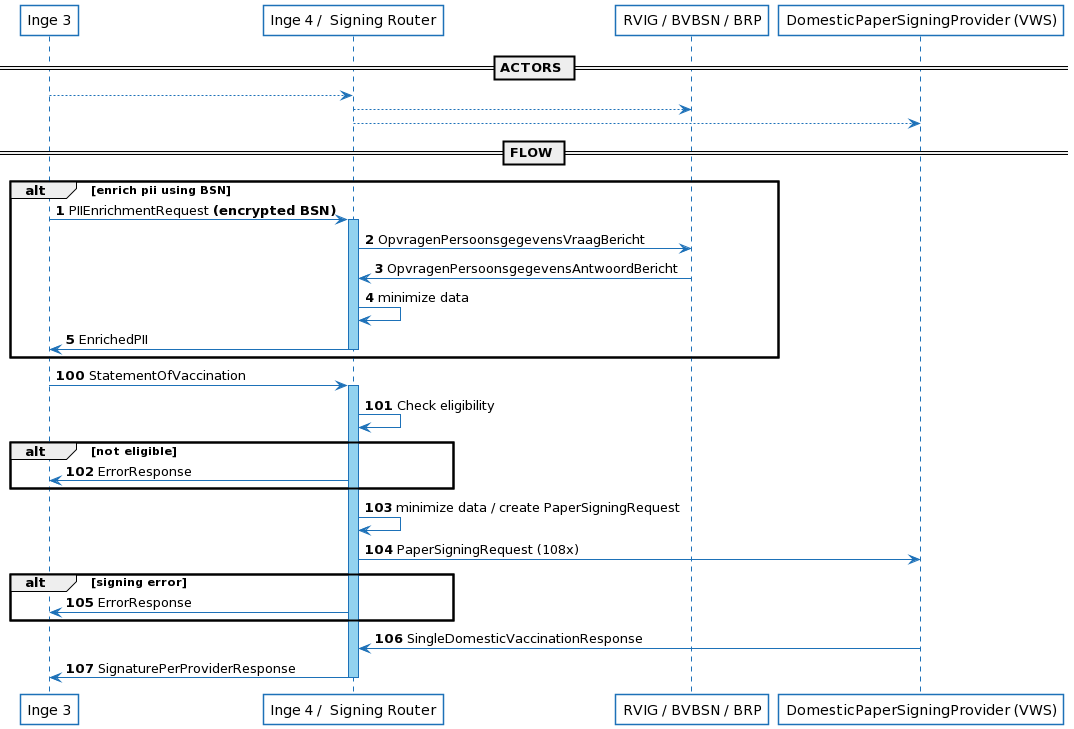 Inge 3
Inge 4 / Signing Router
RVIG / BVBSN / BRP
DomesticPaperSigningProvider (VWS)
ACTORS
FLOW
alt [enrich pii using BSN]
1 PIIEnrichmentRequest (encrypted BSN)
2 OpvragenPersoonsgegevensVraagBericht
3 OpvragenPersoonsgegevensAntwoordBericht
4 minimize data
5 EnrichedPII
100 StatementOfVaccination
101 Check eligibility
alt [not eligible]
102 ErrorResponse
103 minimize data / create PaperSigningRequest
104 PaperSigningRequest (108x)
alt [signing error]
105 ErrorResponse
106 SingleDomesticVaccinationResponse
107 SignaturePerProviderResponse
Inge 3
Inge 4 / Signing Router
RVIG / BVBSN / BRP
DomesticPaperSigningProvider (VWS)